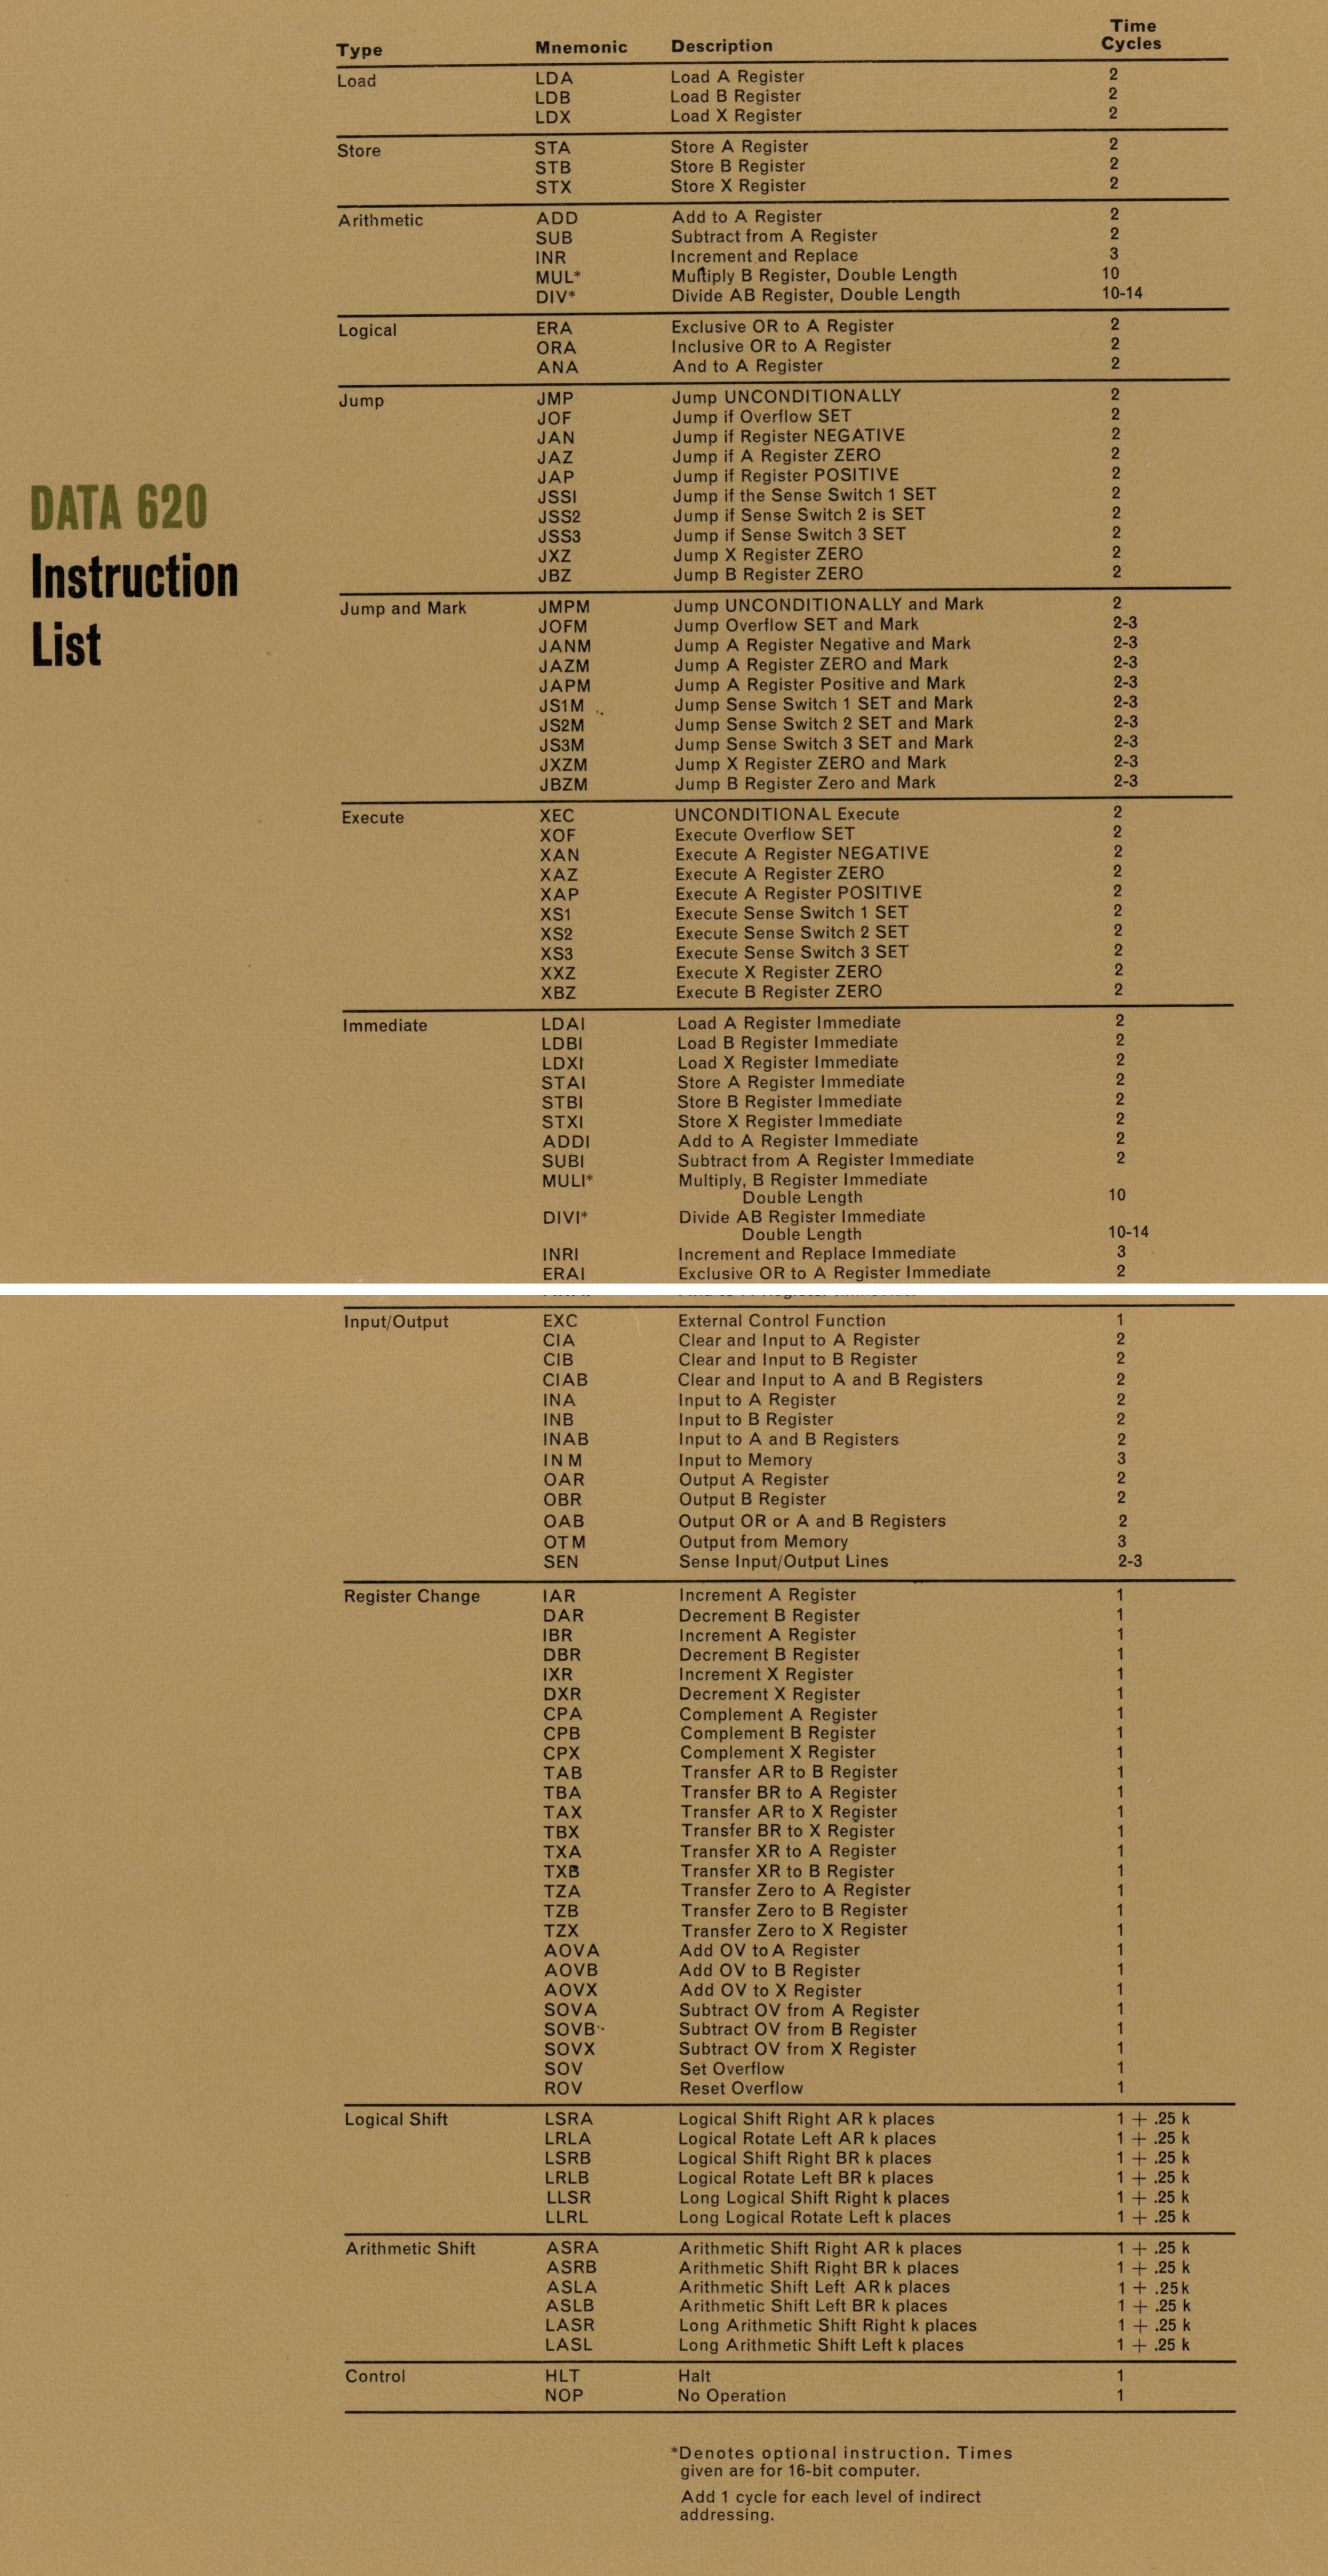 Time
Type Mnemonic Description Cycles
Load LDA Load A Register 2
LDB Load B Register 2
LDX Load X Register 2
Store STA Store A Register 2
STB Store B Register 2
STX Store X Register 2
Arithmetic ADD Add to A Register 2
SUB Subtract from A Register 2
INR Increment and Replace 3
MUL* Multiply B Register, Double Length 10
DIV* Divide AB Register, Double Length 10-14
Logical ERA Exclusive OR to A Register 2
ORA Inclusive OR to A Register 2
ANA And to A Register 2
Jump JMP Jump UNCONDITIONALLY 2
JOF Jump if Overflow SET 2
JAN Jump if Register NEGATIVE 2
JAZ Jump if A Register ZERO 2
JAP Jump if Register POSITIVE 2
JSSI Jump if the Sense Switch 1 SET 2
JSS2 Jump if Sense Switch 2 is SET 2
JSS3 Jump if Sense Switch 3 SET 2
JXZ Jump X Register ZERO 2
JBZ Jump B Register ZERO 2
DATA 620
Instruction
List
Jump and Mark JMPM Jump UNCONDITIONALLY and Mark 2
JOFM Jump Overflow SET and Mark 2-3
JANM Jump A Register Negative and Mark 2-3
JAZM Jump A Register ZERO and Mark 2-3
JAPM Jump A Register Positive and Mark 2-3
JS1M Jump Sense Switch 1 SET and Mark 2-3
JS2M Jump Sense Switch 2 SET and Mark 2-3
JS3M Jump Sense Switch 3 SET and Mark 2-3
JXZM Jump X Register ZERO and Mark 2-3
JBZM Jump B Register Zero and Mark 2-3
Execute XEC UNCONDITIONAL Execute 2
XOF Execute Overflow SET 2
XAN Execute A Register NEGATIVE 2
XAZ Execute A Register ZERO 2
XAP Execute A Register POSITIVE 2
XS1 Execute Sense Switch 1 SET 2
XS2 Execute Sense Switch 2 SET 2
XS3 Execute Sense Switch 3 SET 2
XXZ Execute X Register ZERO 2
XBZ Execute B Register ZERO 2
Immediate LDAI Load A Register Immediate 2
LDBI Load B Register Immediate 2
LDXI Load X Register Immediate 2
STAI Store A Register Immediate 2
STBI Store B Register Immediate 2
STXI Store X Register Immediate 2
ADDI Add to A Register Immediate 2
SUBI Subtract from A Register Immediate 2
MULI* Multiply, B Register Immediate
Double Length 10
DIVI* Divide AB Register Immediate
Double Length 10-14
INRI Increment and Replace Immediate 3
ERAI Exclusive OR to A Register Immediate 2
Input/Output EXC External Control Function 1
CIA Clear and Input to A Register 2
CIB Clear and Input to B Register 2
CIAB Clear and Input to A and B Registers 2
INA Input to A Register 2
INB Input to B Register 2
INAB Input to A and B Registers 2
INM Input to Memory 3
OAR Output A Register 2
OBR Output B Register 2
OAB Output OR or A and B Registers 2
OTM Output from Memory 3
SEN Sense Input/Output Lines 2-3
Register Change IAR Increment A Register 1
DAR Decrement B Register 1
IBR Increment A Register 1
DBR Decrement B Register 1
IXR Increment X Register 1
DXR Decrement X Register 1
CPA Complement A Register 1
CPB Complement B Register 1
CPX Complement X Register 1
TAB Transfer AR to B Register 1
TBA Transfer BR to A Register 1
TAX Transfer AR to X Register 1
TBX Transfer BR to X Register 1
TXA Transfer XR to A Register 1
TXB Transfer XR to B Register 1
TZA Transfer Zero to A Register 1
TZB Transfer Zero to B Register 1
TZX Transfer Zero to X Register 1
AOVA Add OV to A Register 1
AOVB Add OV to B Register 1
AOVX Add OV to X Register 1
SOVA Subtract OV from A Register 1
SOVB Subtract OV from B Register 1
SOVX Subtract OV from X Register 1
SOV Set Overflow 1
ROV Reset Overflow 1
Logical Shift LSRA Logical Shift Right AR k places 1 + .25 k
LRLA Logical Rotate Left AR k places 1 + .25 k
LSRB Logical Shift Right BR k places 1 + .25 k
LRLB Logical Rotate Left BR k places 1 + .25 k
LLSR Long Logical Shift Right k places 1 + .25 k
LLRL Long Logical Rotate Left k places 1 + .25 k
Arithmetic Shift ASRA Arithmetic Shift Right AR k places 1 + .25 k
ASRB Arithmetic Shift Right BR k places 1 + .25 k
ASLA Arithmetic Shift Left AR k places 1 + .25k
ASLB Arithmetic Shift Left BR k places 1 + .25 k
LASR Long Arithmetic Shift Right k places 1 + .25 k
LASL Long Arithmetic Shift Left k places 1 + .25 k
Control HLT Halt 1
NOP No Operation 1
*Denotes optional instruction. Times
given are for 16-bit computer.
Add 1 cycle for each level of indirect
addressing.